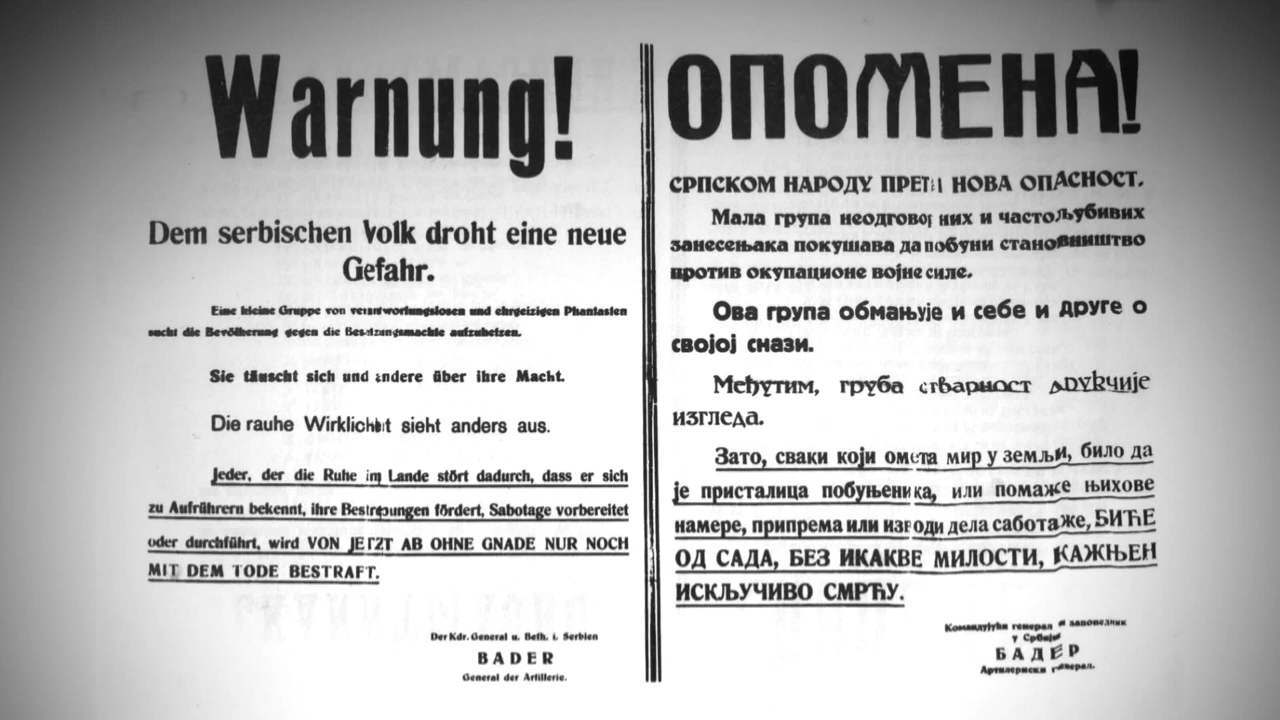 Warnung!
Dem serbischen Volk droht eine neue
Gefahr.
Eine kleine Gruppe von verantwortungslosen und ehrgeizigen Phantasten
sucht die Bevölkerung gegen die Besatzungsmachte aufzuhetzen.
Sie täuscht sich und andere über ihre Macht.
Die rauhe Wirklichkeit sieht anders aus.
Jeder, der die Ruhe im Lande stört dadurch, dass er sich
zu Aufrührern bekennt, ihre Bestrepungen fördert, Sabotage vorbereitet
oder durchführt, wird VON JETZT AB OHNE GNADE NUR NOCH
MIT DEM TODE BESTRAFT.
Der Kdr. General u. Befh. i. Serbien
BADER
General der Artillerie.
ОПОМЕНА!
СРПСКОМ НАРОДУ ПРЕТИ НОВА ОПАСНОСТ.
Мала група неодговорних и частољубивих
занесењака покушава да побуни становништво
против окупационе војне силе.
Ова група обмањује и себе и друге о
својој снази.
Међутим, груба стварност друкчије
изгледа.
Зато, сваки који омета мир у земљи, било да
је присталица побуњеника, или помаже њихове
намере, припрема или изводи дела саботаже, БИЋЕ
ОД САДА, БЕЗ ИКАКВЕ МИЛОСТИ, КАЖЊЕН
ИСКЉУЧИВО СМРЋУ.
Командујући генерал и заповедник
у Србији
БАДЕР
Артилериски генерал.